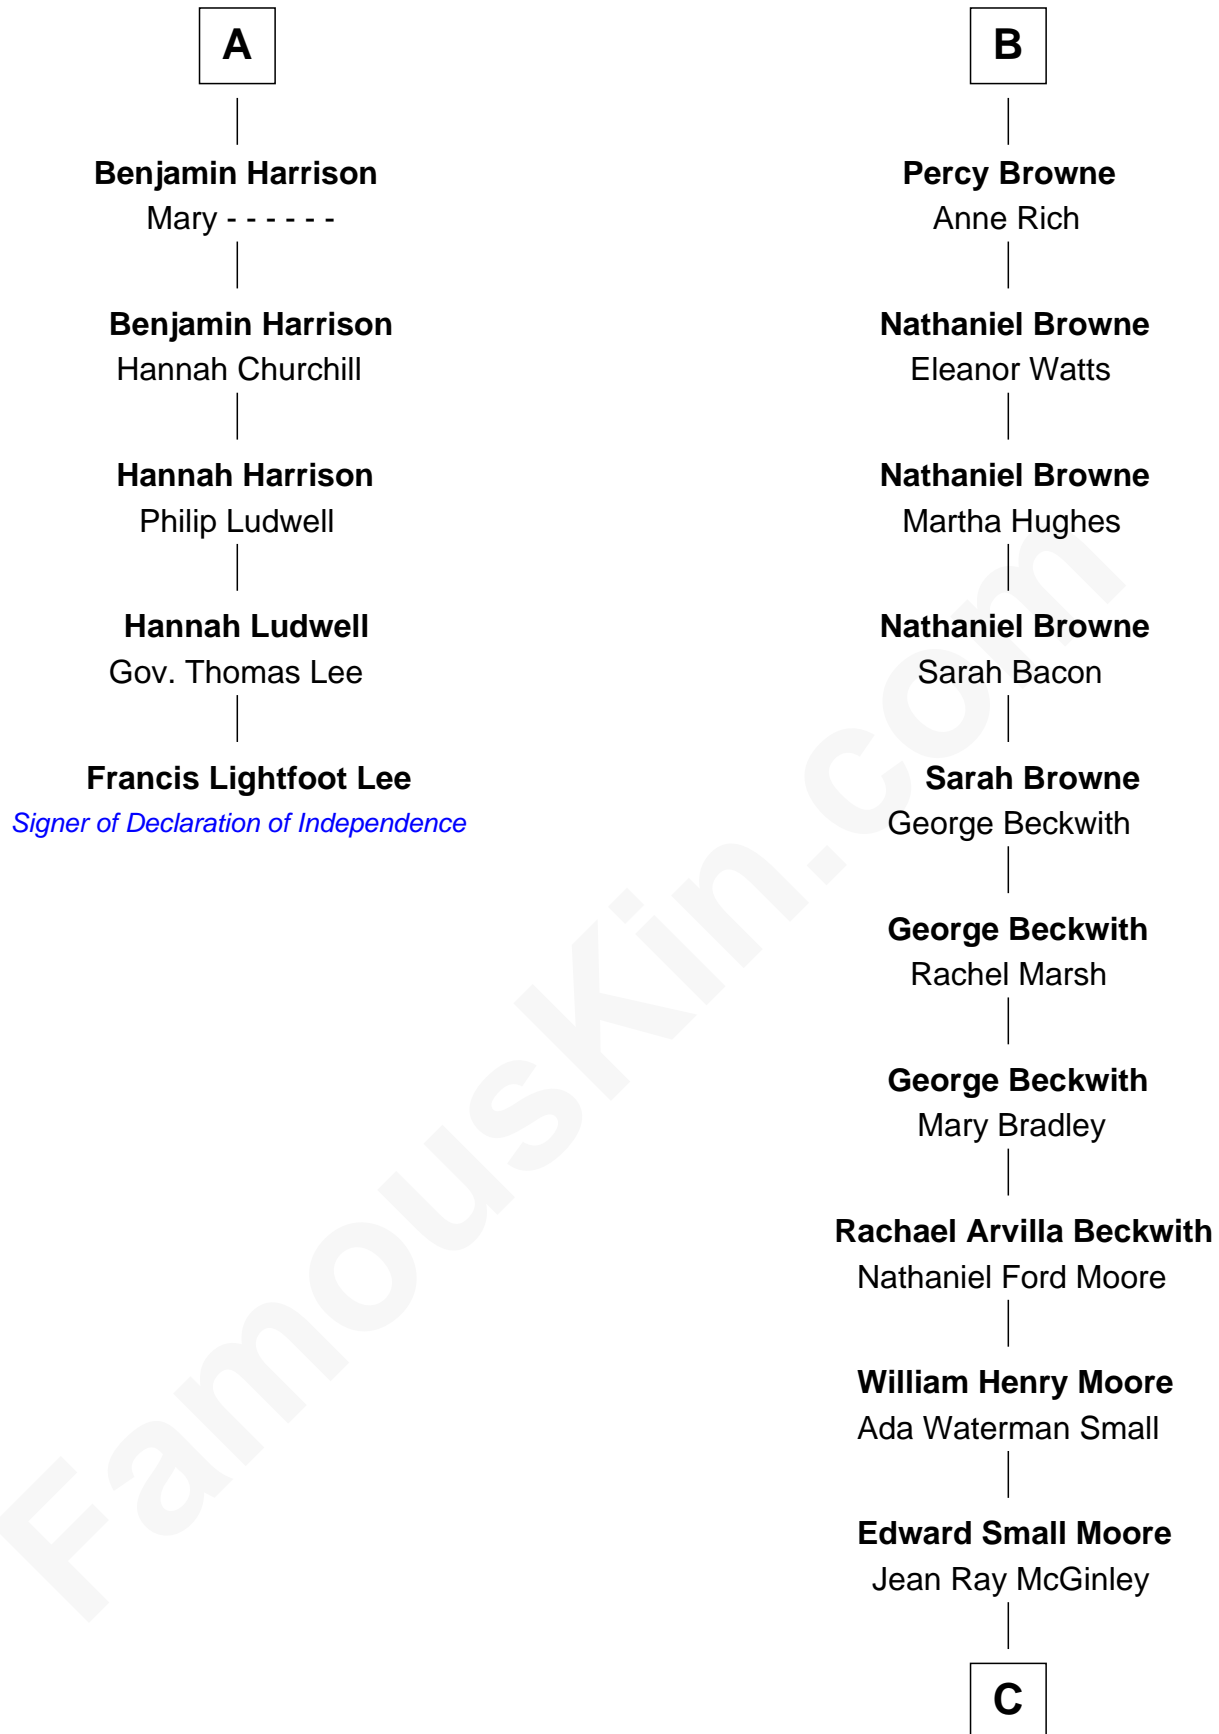 A
Benjamin Harrison
Mary - - - - - -
Benjamin Harrison
Hannah Churchill
Hannah Harrison
Philip Ludwell
Hannah Ludwell
Gov. Thomas Lee
Francis Lightfoot Lee
Signer of Declaration of Independence
B
Percy Browne
Anne Rich
Nathaniel Browne
Eleanor Watts
Nathaniel Browne
Martha Hughes
Nathaniel Browne
Sarah Bacon
Sarah Browne
George Beckwith
George Beckwith
Rachel Marsh
George Beckwith
Mary Bradley
Rachael Arvilla Beckwith
Nathaniel Ford Moore
William Henry Moore
Ada Waterman Small
Edward Small Moore
Jean Ray McGinley
C
FamousKin.com